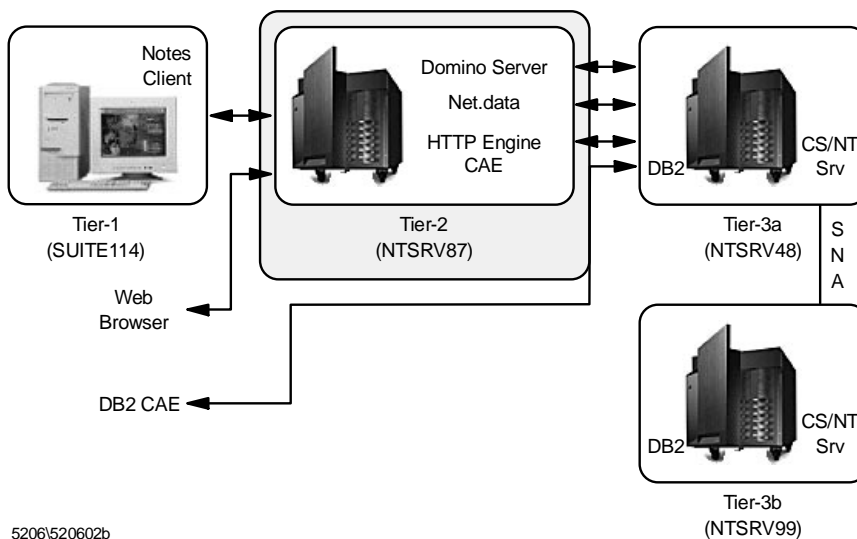 Notes
Client
Domino Server
Net.data
HTTP Engine
CAE
DB2
CS/NT
Srv
Tier-1
(SUITE114)
Tier-2
(NTSRV87)
Tier-3a
(NTSRV48)
S
N
A
Web
Browser
DB2 CAE
DB2
CS/NT
Srv
Tier-3b
(NTSRV99)
5206\520602b